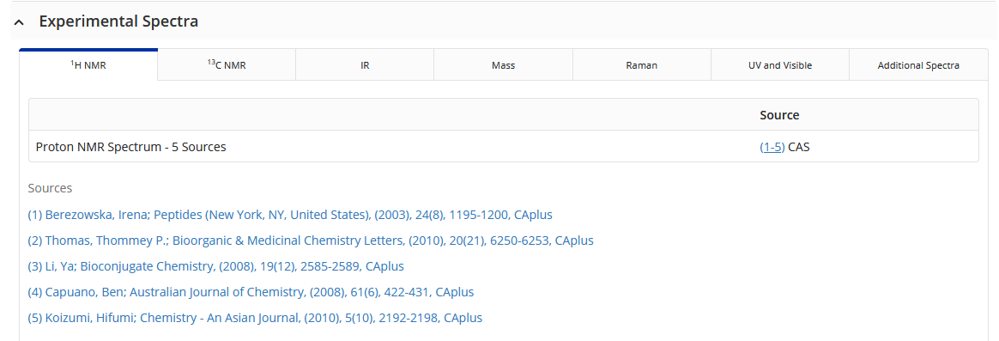 Experimental Spectra
¹H NMR
¹³C NMR
IR
Mass
Raman
UV and Visible
Additional Spectra
Source
Proton NMR Spectrum - 5 Sources (1-5) CAS
Sources
(1) Berezowska, Irena; Peptides (New York, NY, United States), (2003), 24(8), 1195-1200, CAplus
(2) Thomas, Thommey P.; Bioorganic & Medicinal Chemistry Letters, (2010), 20(21), 6250-6253, CAplus
(3) Li, Ya; Bioconjugate Chemistry, (2008), 19(12), 2585-2589, CAplus
(4) Capuano, Ben; Australian Journal of Chemistry, (2008), 61(6), 422-431, CAplus
(5) Koizumi, Hifumi; Chemistry - An Asian Journal, (2010), 5(10), 2192-2198, CAplus